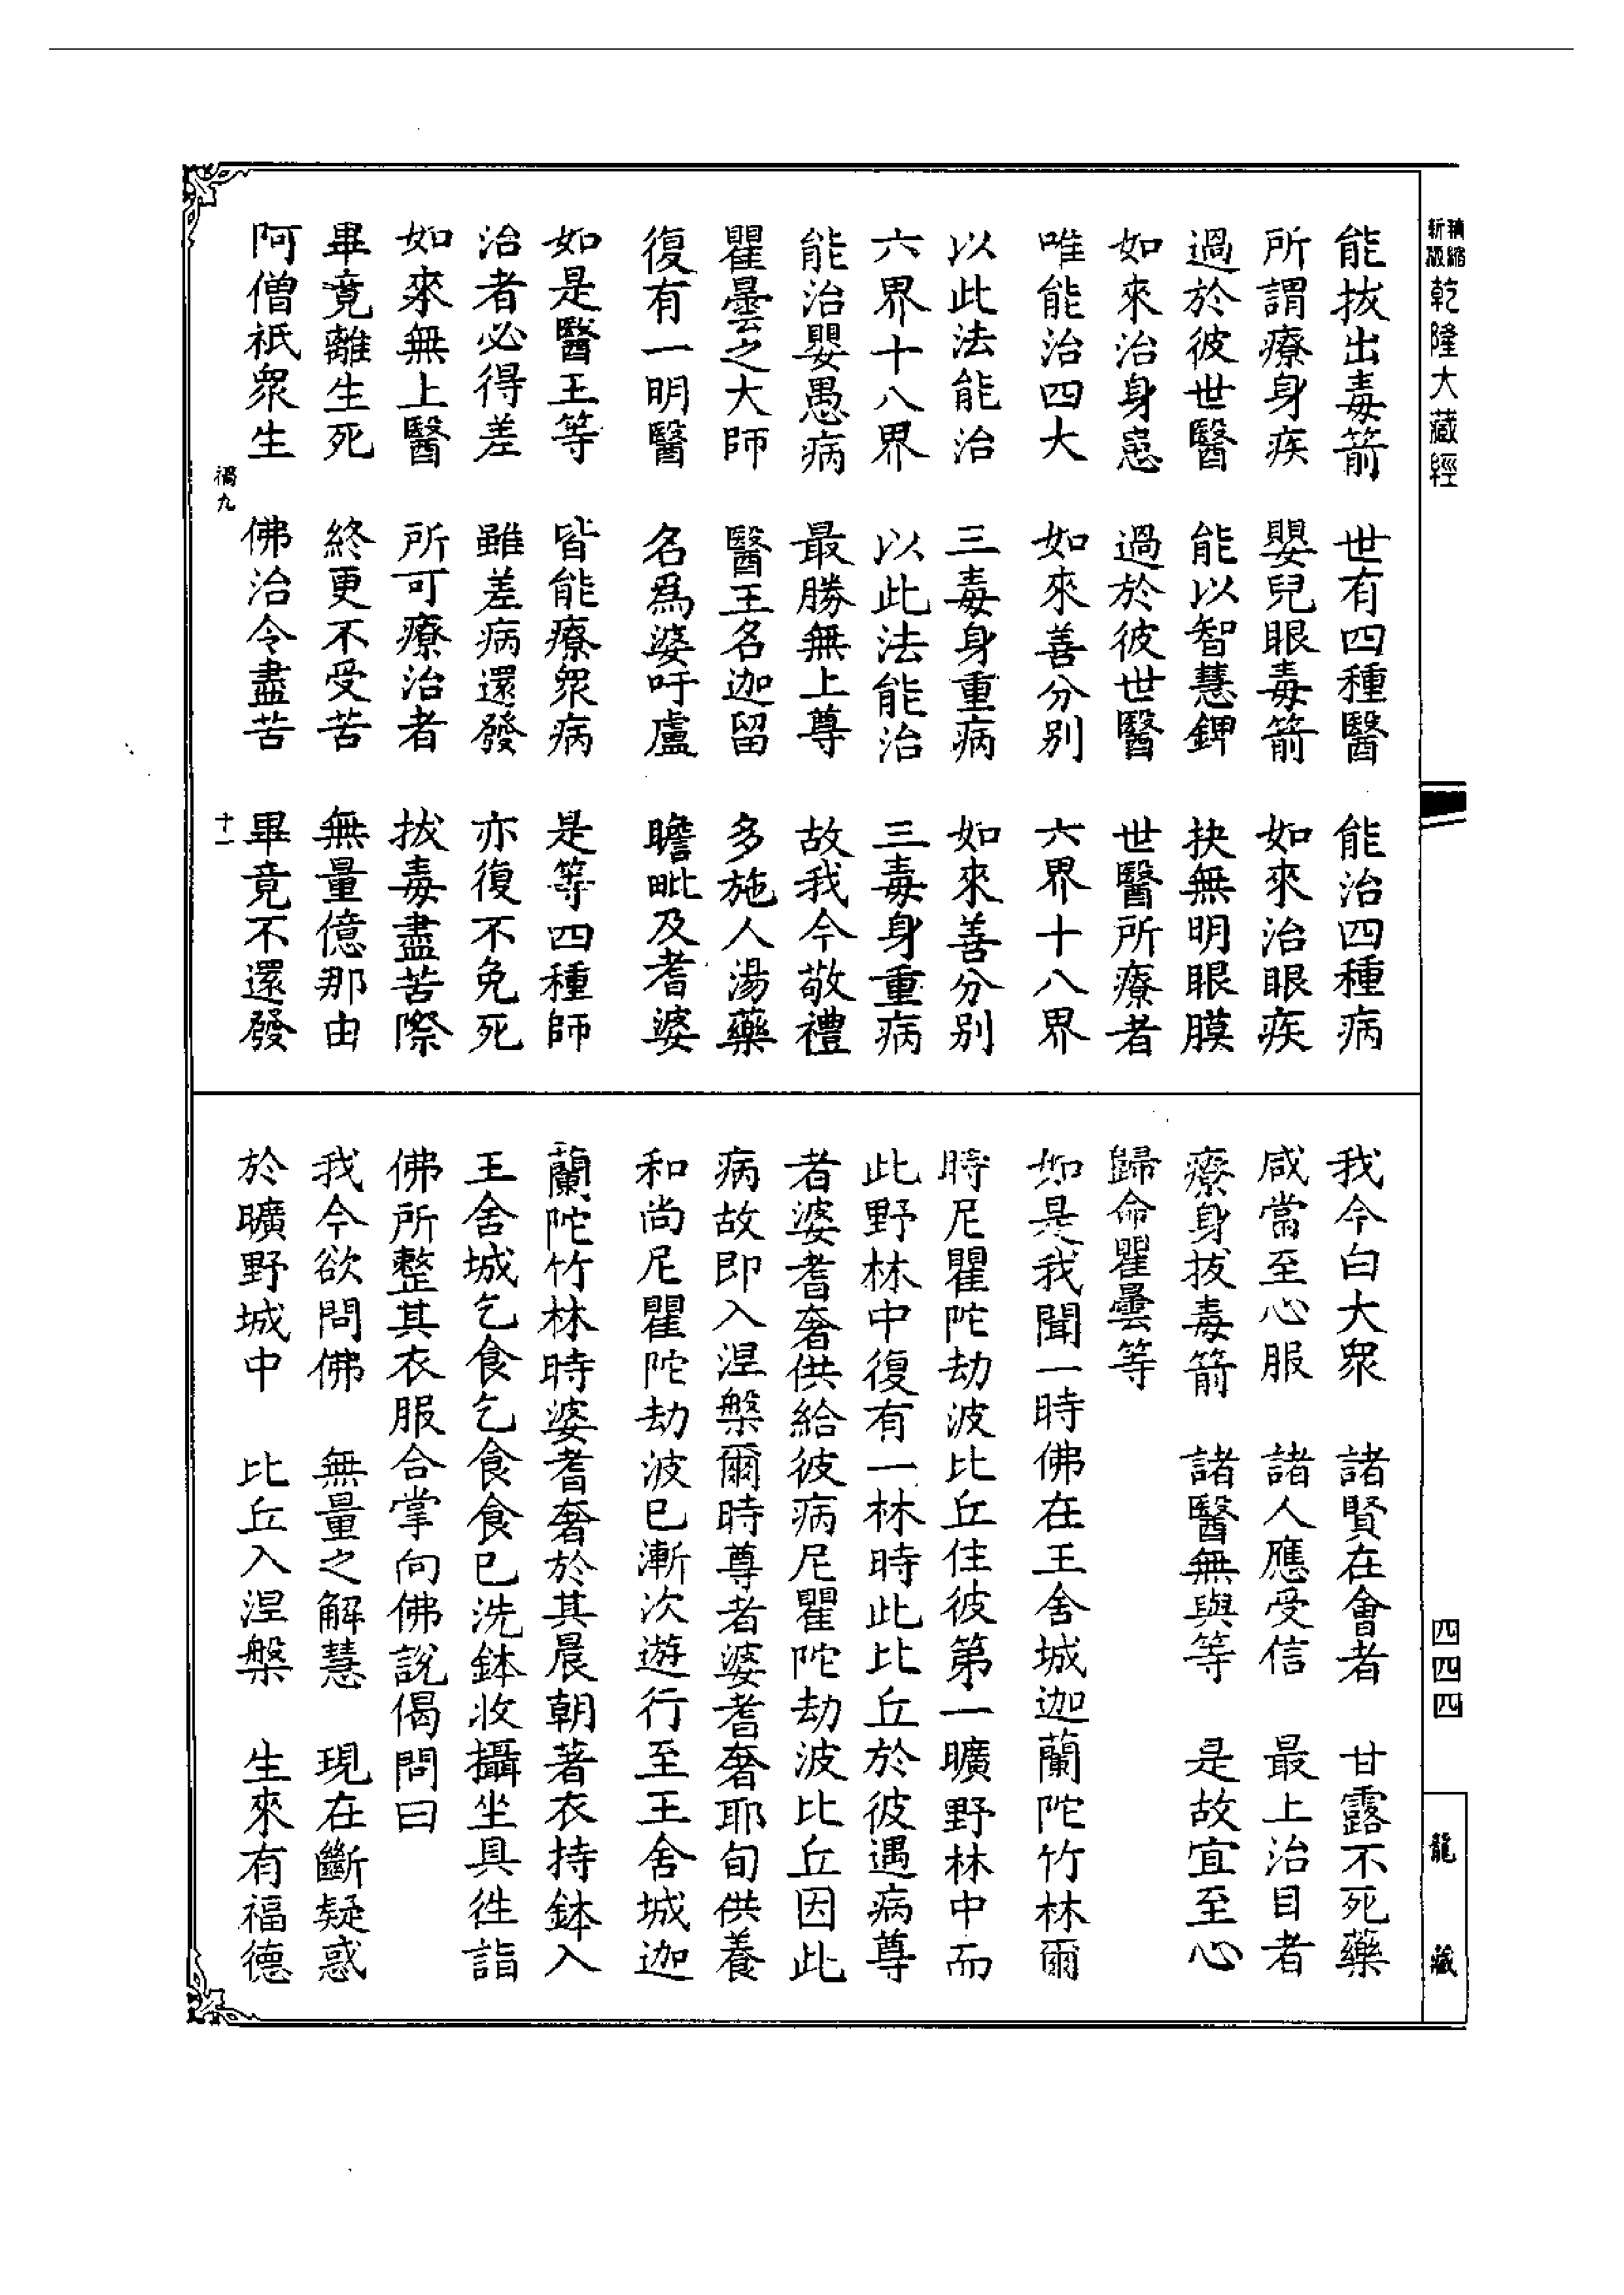 精縮新版乾隆大藏經
能拔出毒箭　世有四種醫　能治四種病
所謂療身疾　嬰兒眼毒箭　如來治眼疾
過於彼世醫　能以智慧錍　抉無明眼膜
如來治身患　過於彼世醫　世醫所療者
唯能治四大　如來善分別　六界十八界
以此法能治　三毒身重病　如來善分別
六界十八界　以此法能治　三毒身重病
能治嬰愚病　最勝無上尊　故我今敬禮
瞿曇之大師　醫王名迦留　多施人湯藥
復有一明醫　名爲婆吁盧　瞻毗及耆婆
如是醫王等　皆能療眾病　是等四種師
治者必得差　雖差病還發　亦復不免死
如來無上醫　所可療治者　拔毒盡苦際
畢竟離生死　終更不受苦　無量億那由
阿僧祇眾生　佛治令盡苦　畢竟不還發
九　十一
我今白大眾　諸賢在會者　甘露不死藥
咸當至心服　諸人應受信　最上治目者
療身拔毒箭　諸醫無與等　是故宜至心
歸命瞿曇等
如是我聞一時佛在王舍城迦蘭陀竹林爾
時尼瞿陀劫波比丘住彼第一曠野林中而
此野林中復有一林時此比丘於彼遇病尊
者婆耆奢供給彼病尼瞿陀劫波比丘因此
病故即入涅槃爾時尊者婆耆奢耶旬供養
和尚尼瞿陀劫波已漸次遊行至王舍城迦
蘭陀竹林時婆耆奢於其晨朝著衣持鉢入
王舍城乞食乞食食已洗鉢收攝坐具徃詣
佛所整其衣服合掌向佛說偈問曰
我今欲問佛　無量之解慧　現在斷疑惑
於曠野城中　比丘入涅槃　生來有福德
四四四
龍藏